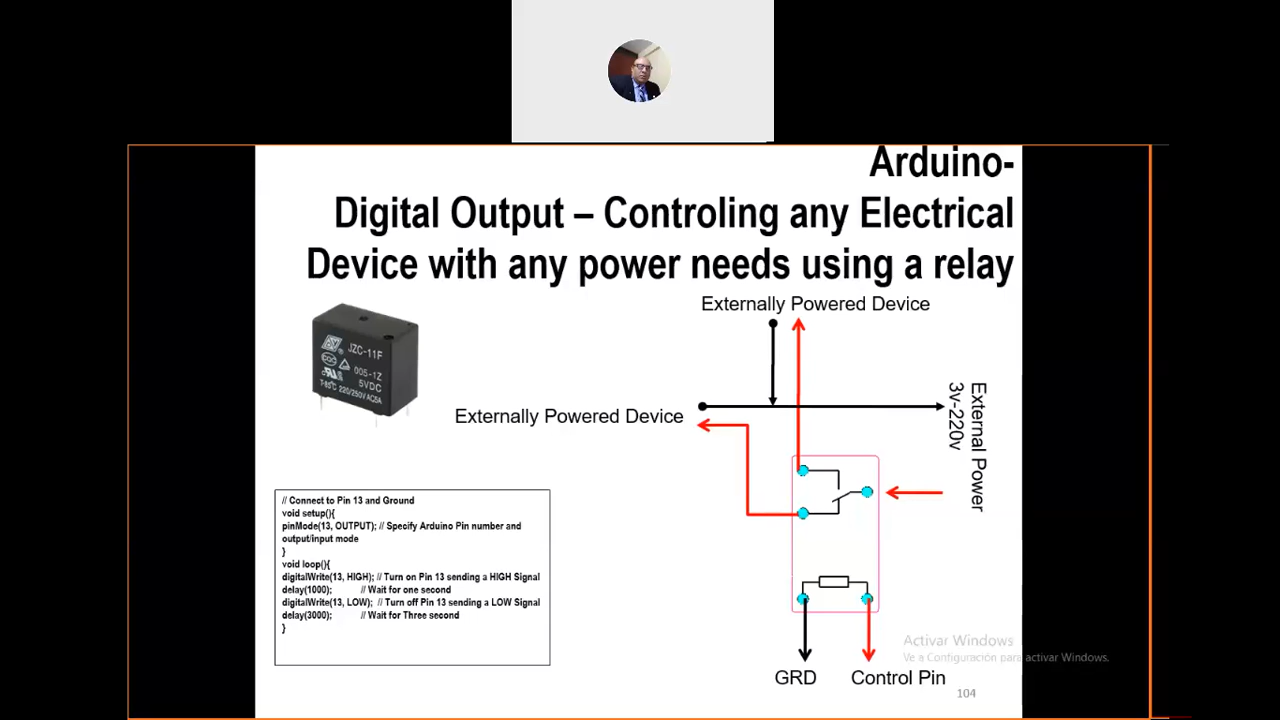 Arduino-
Digital Output – Controling any Electrical
Device with any power needs using a relay
Externally Powered Device
JZC-11F
005-1Z
5VDC
T-85℃ 220/250V AC5A
Externally Powered Device
External Power
3v-220v
// Connect to Pin 13 and Ground
void setup(){
pinMode(13, OUTPUT); // Specify Arduino Pin number and
output/input mode
}
void loop(){
digitalWrite(13, HIGH); // Turn on Pin 13 sending a HIGH Signal
delay(1000); // Wait for one second
digitalWrite(13, LOW); // Turn off Pin 13 sending a LOW Signal
delay(3000); // Wait for Three second
}
Activar Windows
Ve a Configuración para activar Windows.
GRD
Control Pin
104